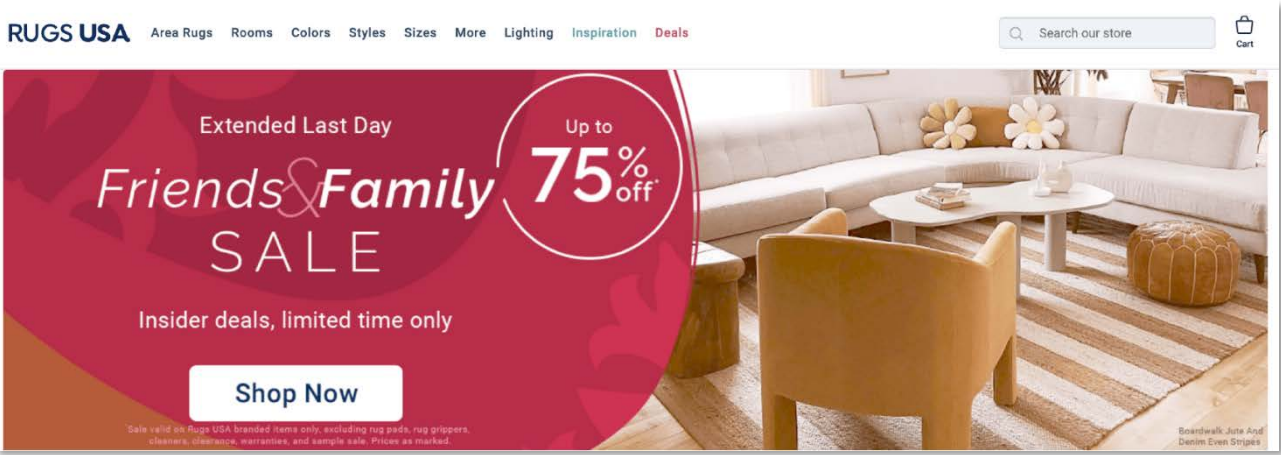 RUGS USA
Area Rugs Rooms Colors Styles Sizes More Lighting Inspiration Deals
Search our store
Cart
Extended Last Day
Friends & Family
SALE
Up to
75% off*
Insider deals, limited time only
Shop Now
*Sale valid on Rugs USA branded items only, excluding rug pads, rug grippers,
cleaners, clearance, warranties, and sample sale. Prices as marked.
Boardwalk Jute And
Denim Even Stripes